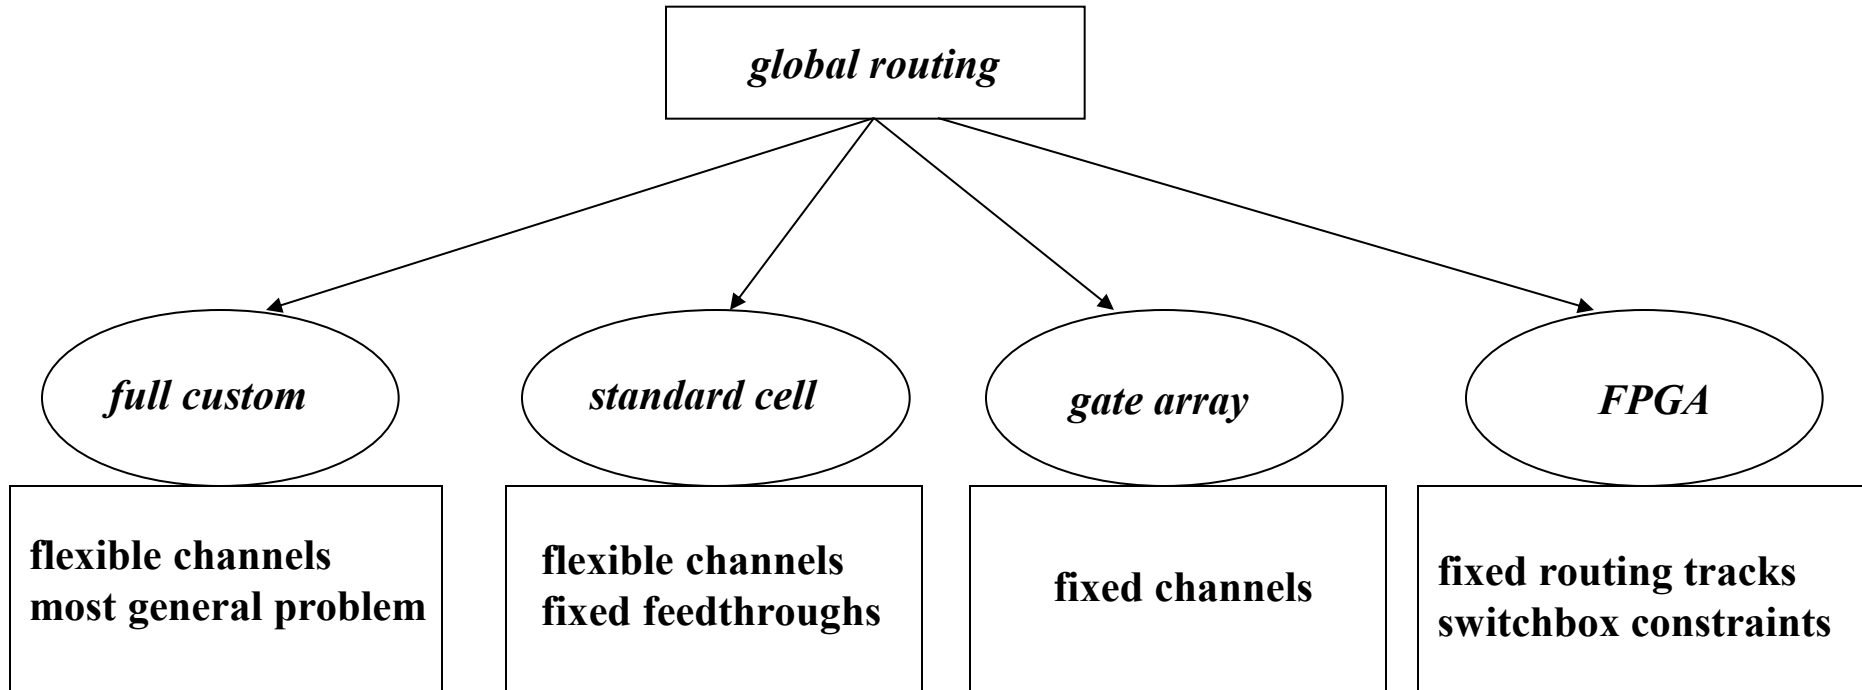 global routing
full custom
standard cell
gate array
FPGA
flexible channels
most general problem
flexible channels
fixed feedthroughs
fixed channels
fixed routing tracks
switchbox constraints